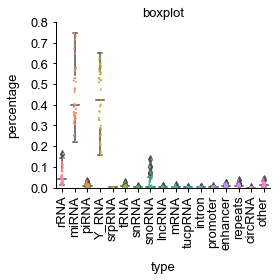 boxplot
0.8
0.7
0.6
0.5
0.4
0.3
0.2
0.1
0.0
percentage
rRNA
miRNA
piRNA
Y_RNA
srpRNA
tRNA
snRNA
snoRNA
lncRNA
mRNA
tucpRNA
intron
promoter
enhancer
repeats
circRNA
other
type